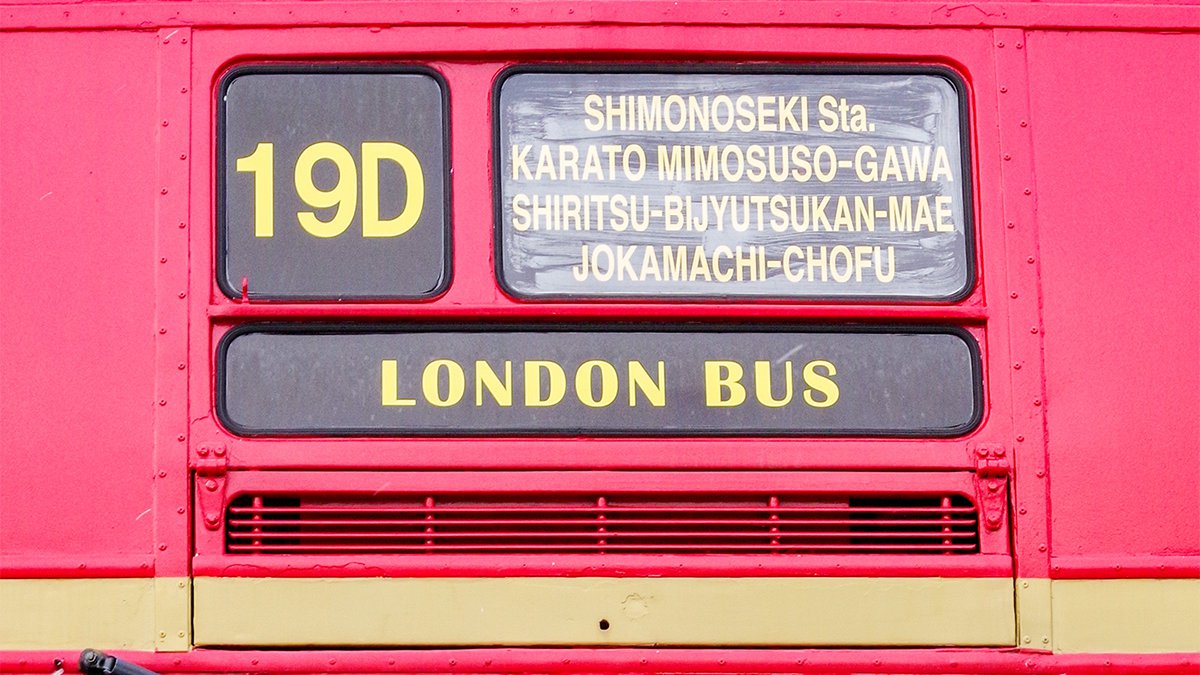 19D
SHIMONOSEKI Sta.
KARATO MIMOSUSO-GAWA
SHIRITSU-BIJYUTSUKAN-MAE
JOKAMACHI-CHOFU
LONDON BUS